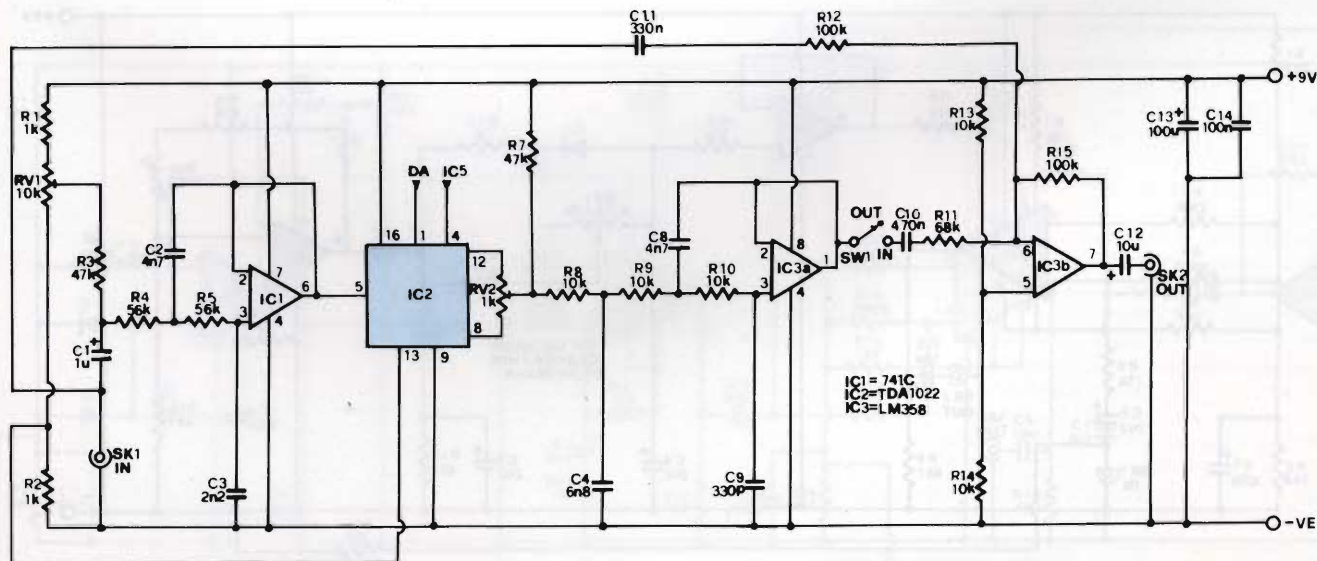 C11
330n
R12
100k
+9V
R1
1k
RV1
10k
R3
47k
C2
4n7
R4
56k
R5
56k
C1
1u
+
2
3
7
4
6
IC1
DA
IC5
16
1
4
5
12
8
13
9
IC2
RV2
1k
R7
47k
R8
10k
R9
10k
R10
10k
C8
4n7
2
3
8
4
1
IC3a
OUT
SW1
IN
C10
470n
R11
68k
R13
10k
R15
100k
6
5
7
IC3b
C12
10u
+
SK2
OUT
C13
100u
+
C14
100n
SK1
IN
R2
1k
C3
2n2
C4
6n8
C9
330P
R14
10k
IC1 = 741C
IC2 = TDA1022
IC3 = LM358
-VE